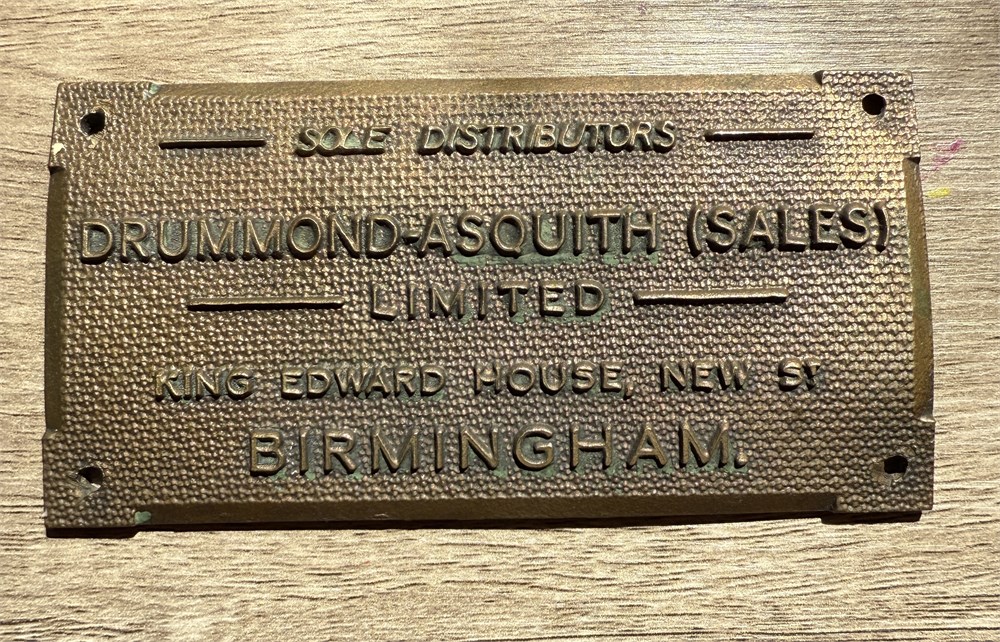 SOLE DISTRIBUTORS
DRUMMOND-ASQUITH (SALES)
LIMITED
KING EDWARD HOUSE, NEW ST
BIRMINGHAM.